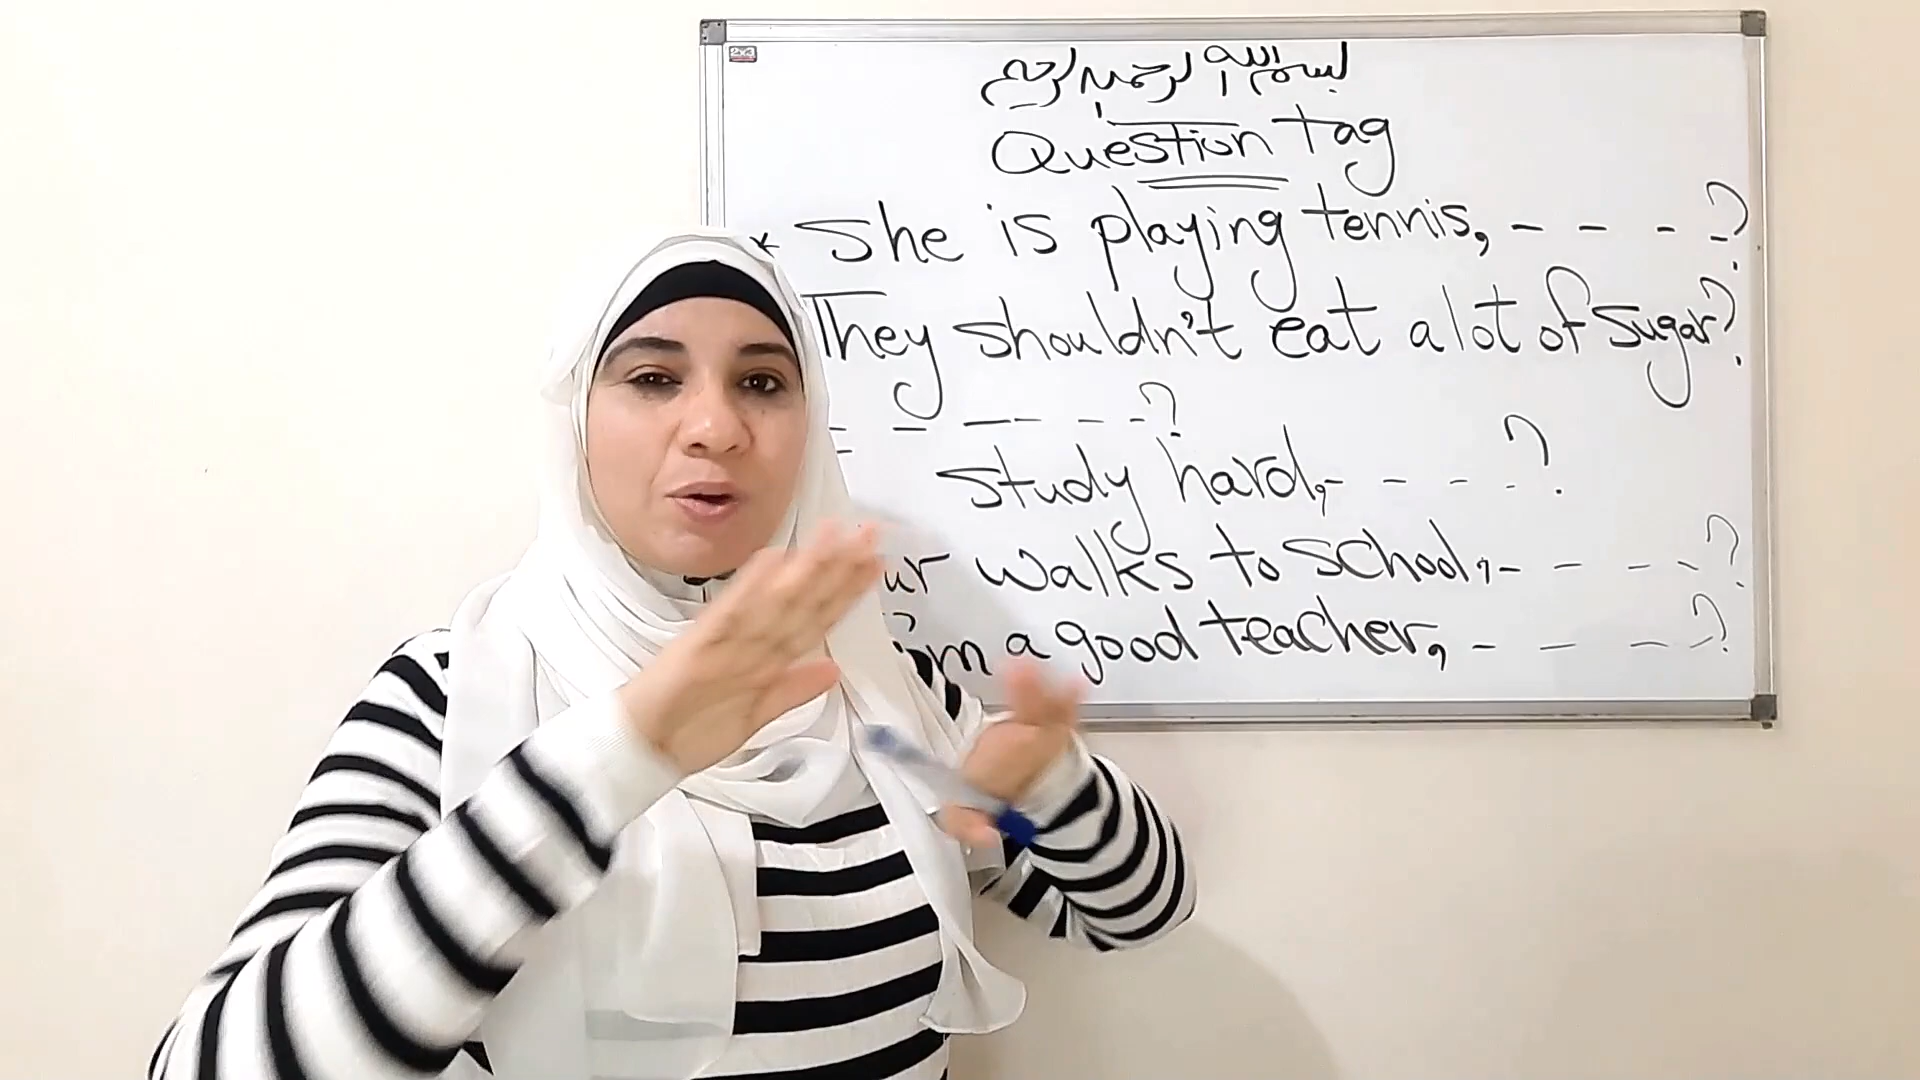 بسم الله الرحمن الرحيم
Question tag
* She is playing tennis, - - - -?
They shouldn't eat a lot of sugar?
- - - - - -?
study hard, - - - -?
ur walks to school, - - - -?
I'm a good teacher, - - - -?